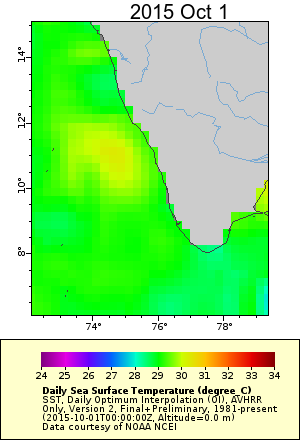 2015 Oct 1
14°
12°
10°
8°
74° 76° 78°
24 25 26 27 28 29 30 31 32 33 34
Daily Sea Surface Temperature (degree_C)
SST, Daily Optimum Interpolation (OI), AVHRR
Only, Version 2, Final+Preliminary, 1981-present
(2015-10-01T00:00:00Z, Altitude=0.0 m)
Data courtesy of NOAA NCEI